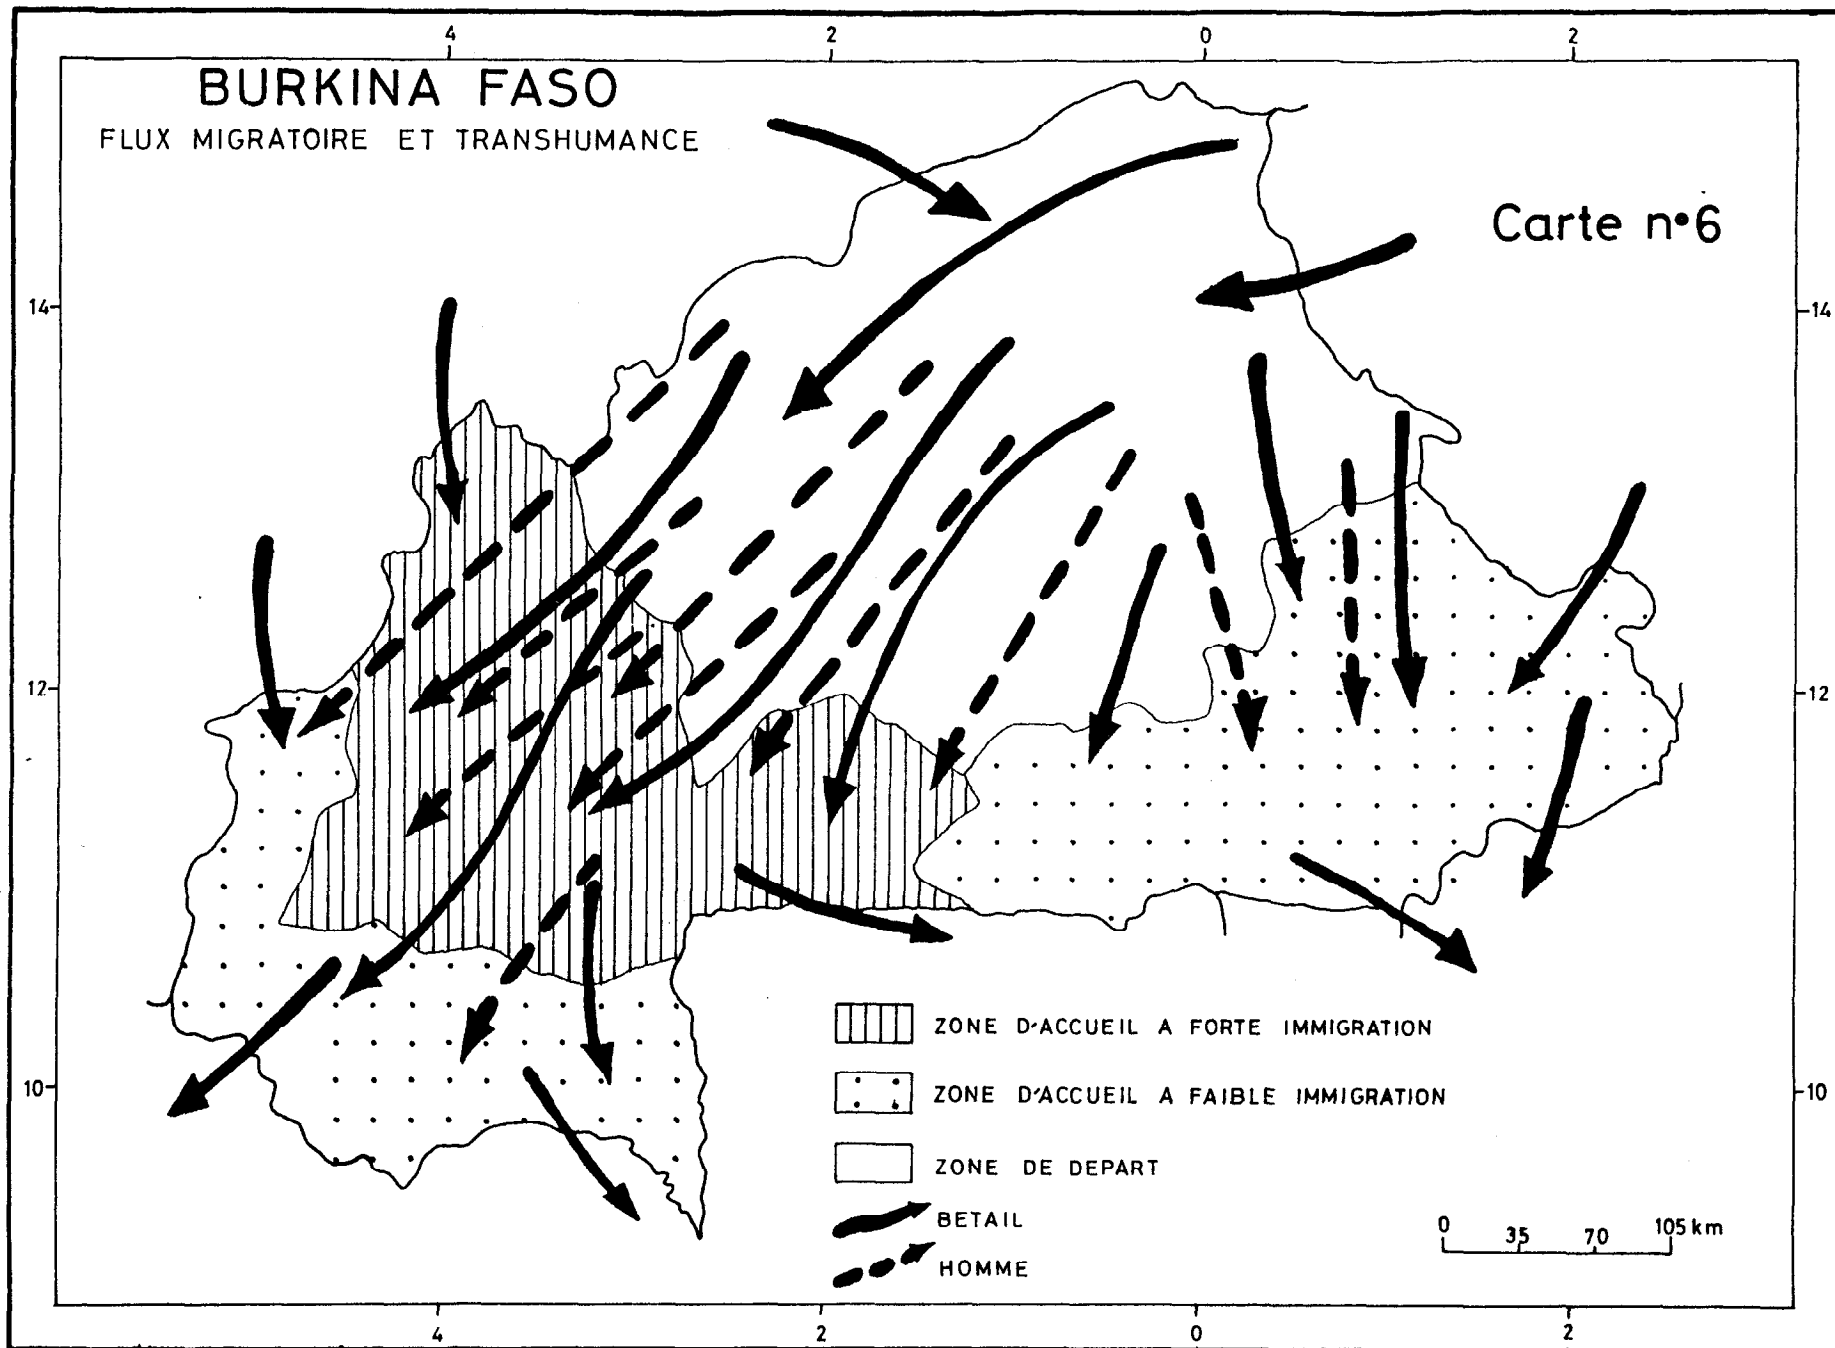 4 2 0 2
BURKINA FASO
FLUX MIGRATOIRE ET TRANSHUMANCE
Carte n°6
14 14
12 12
10 10
ZONE D'ACCUEIL A FORTE IMMIGRATION
ZONE D'ACCUEIL A FAIBLE IMMIGRATION
ZONE DE DEPART
BETAIL
HOMME
0 35 70 105 km
4 2 0 2